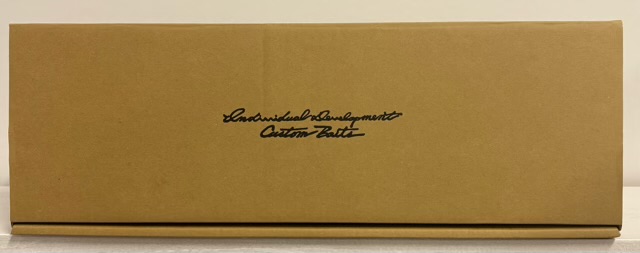 Individual Development
Custom Baits